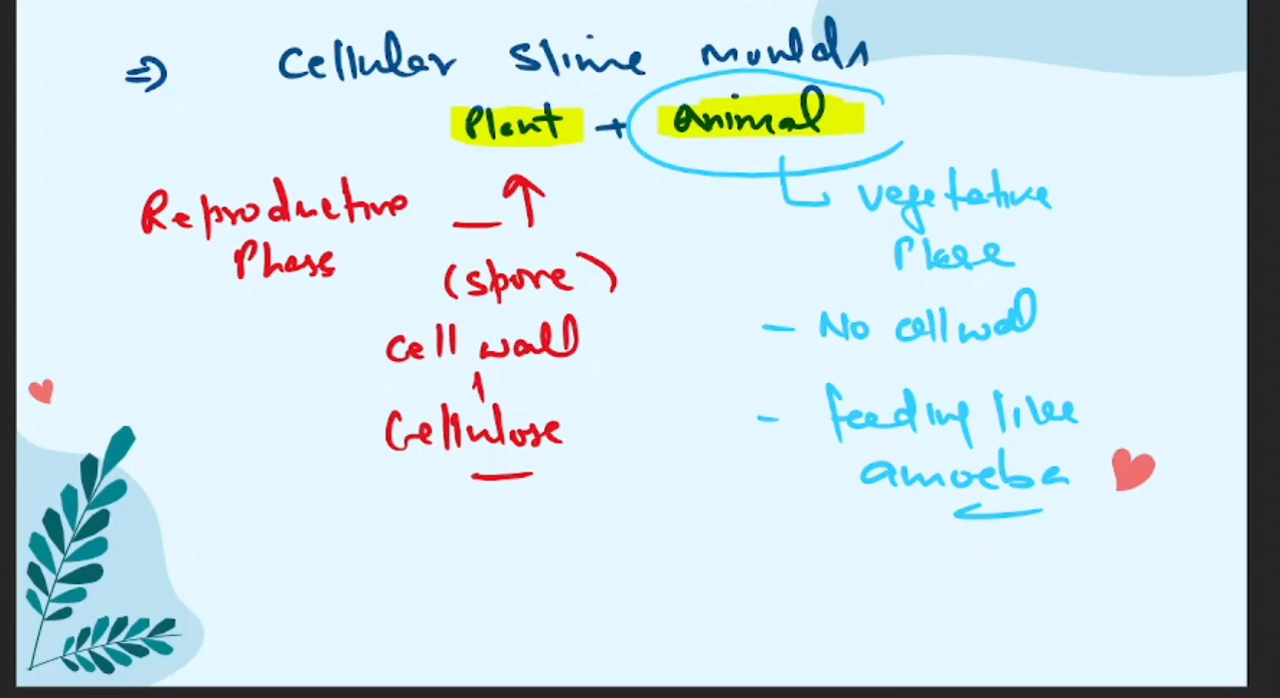 ⇒ Cellular slime moulds
Plant + animal
Reproductive Phase
(spore)
cell wall
Cellulose
vegetative Phase
- No cell wall
- feeding like amoeba